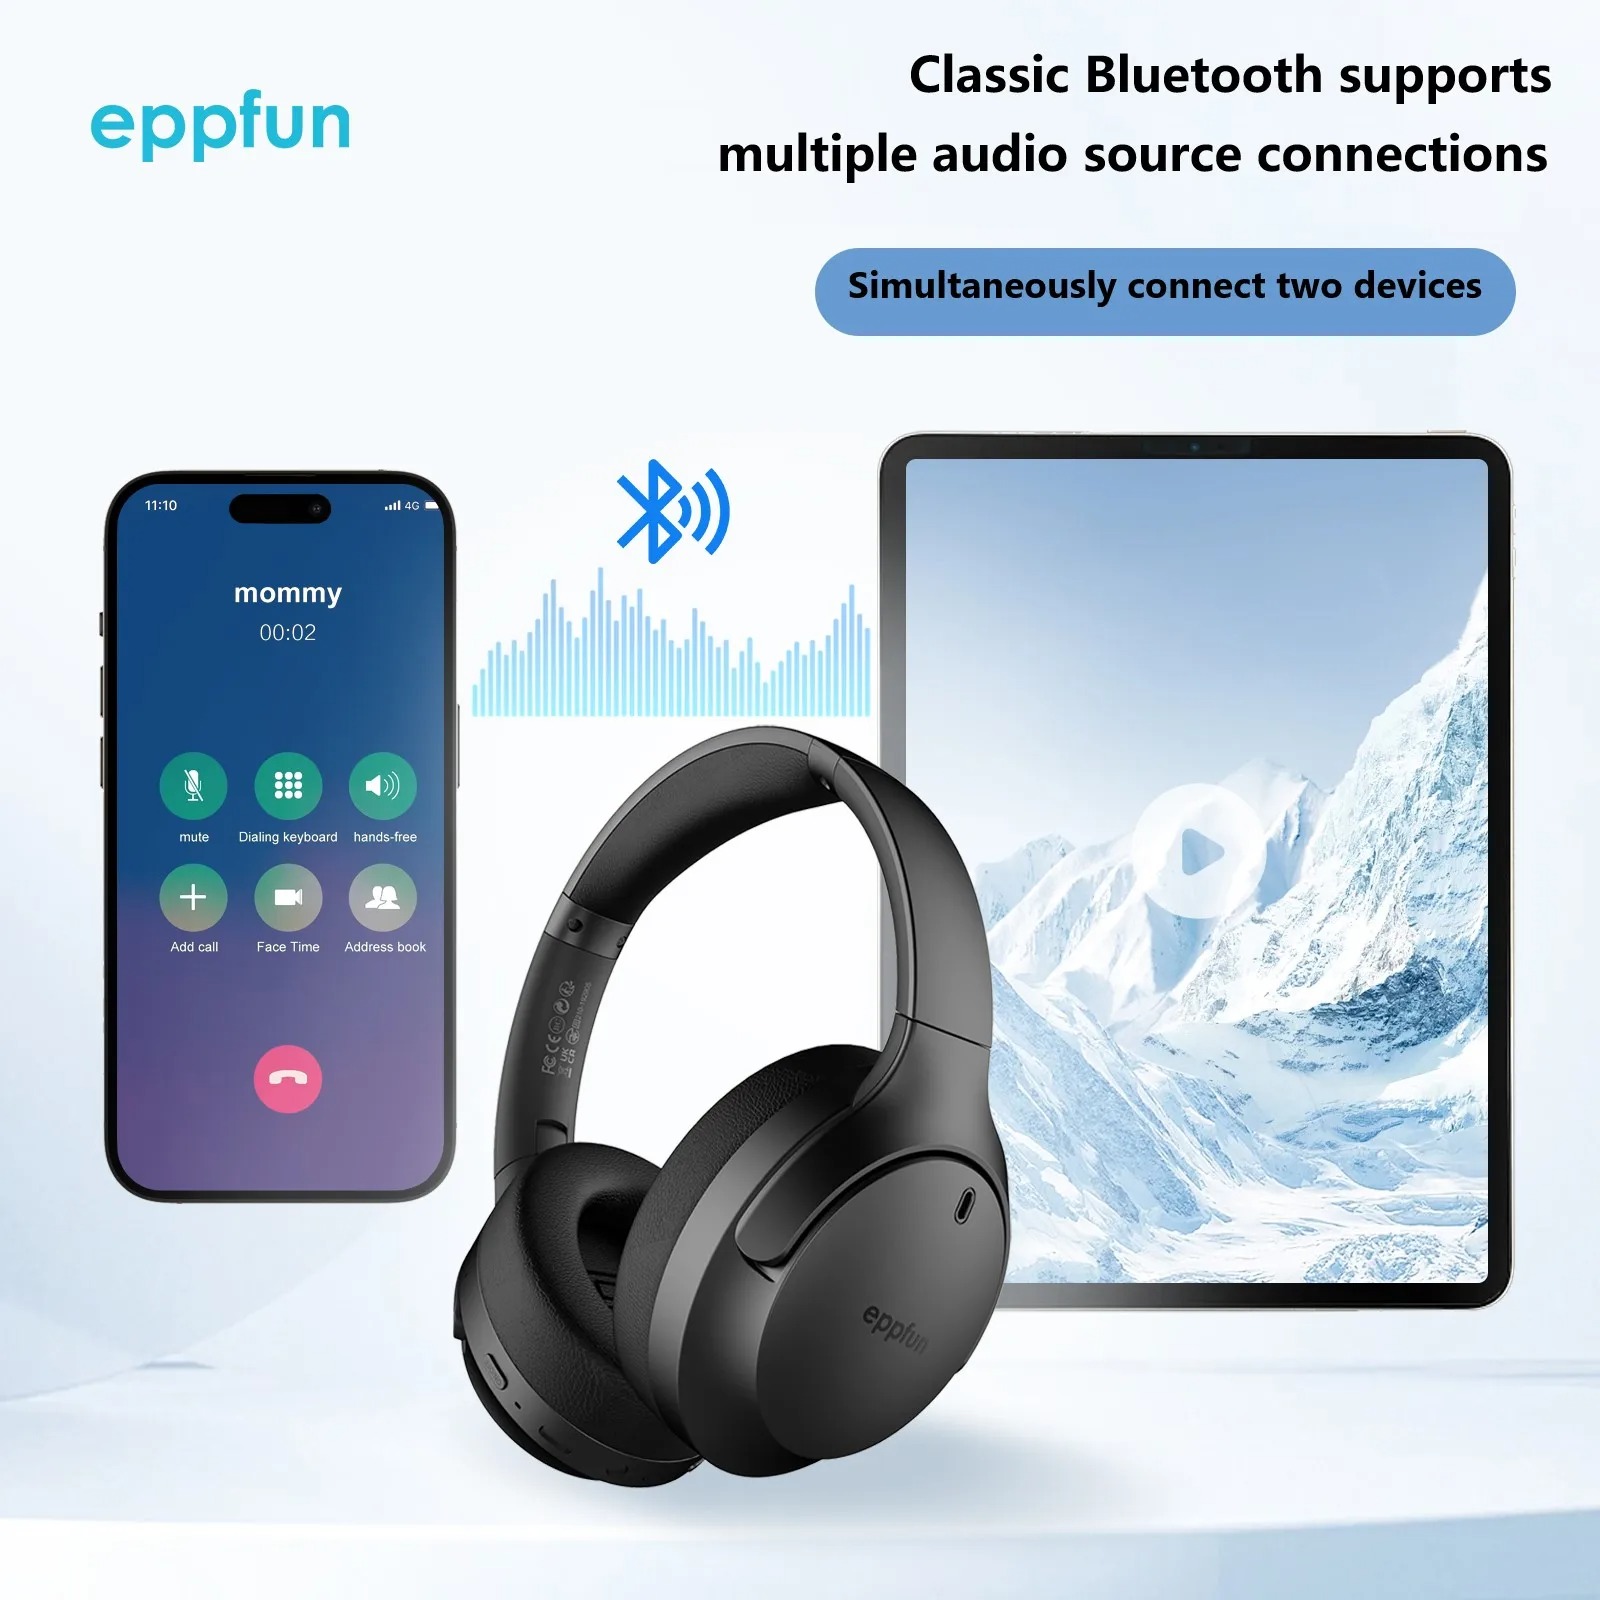 eppfun
Classic Bluetooth supports
multiple audio source connections
Simultaneously connect two devices
11:10
4G
mommy
00:02
mute Dialing keyboard hands-free
Add call Face Time Address book
eppfun